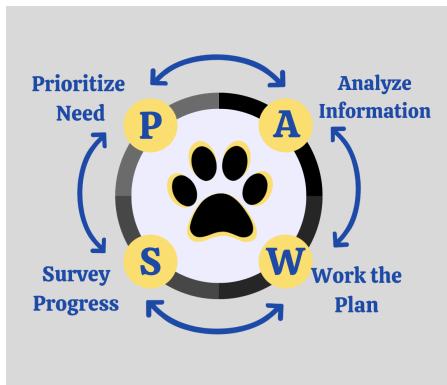 Prioritize
Need
Analyze
Information
P
A
S
W
Survey
Progress
Work the
Plan